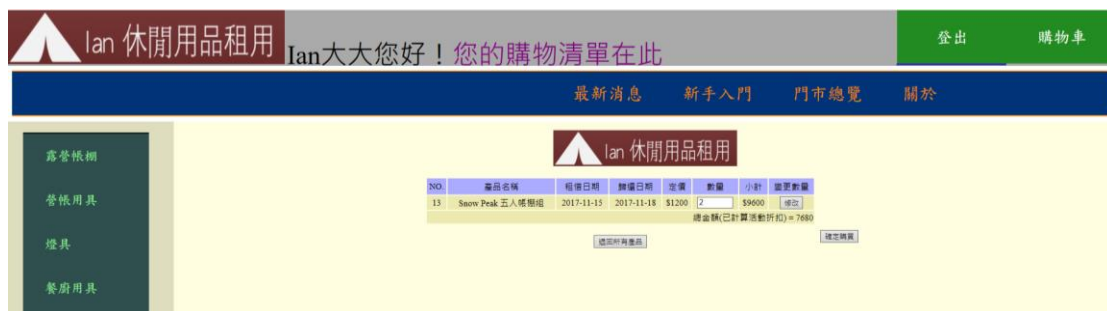 Ian 休閒用品租用
Ian大大您好！您的購物清單在此
登出 購物車
最新消息 新手入門 門市總覽 關於
露營帳棚
營帳用具
燈具
餐廚用具
Ian 休閒用品租用
NO. 產品名稱 租借日期 歸還日期 定價 數量 小計 變更數量
13 Snow Peak 五人帳棚組 2017-11-15 2017-11-18 $1200 2 $9600 修改
總金額(已計算活動折扣) = 7680
返回所有產品 確定購買